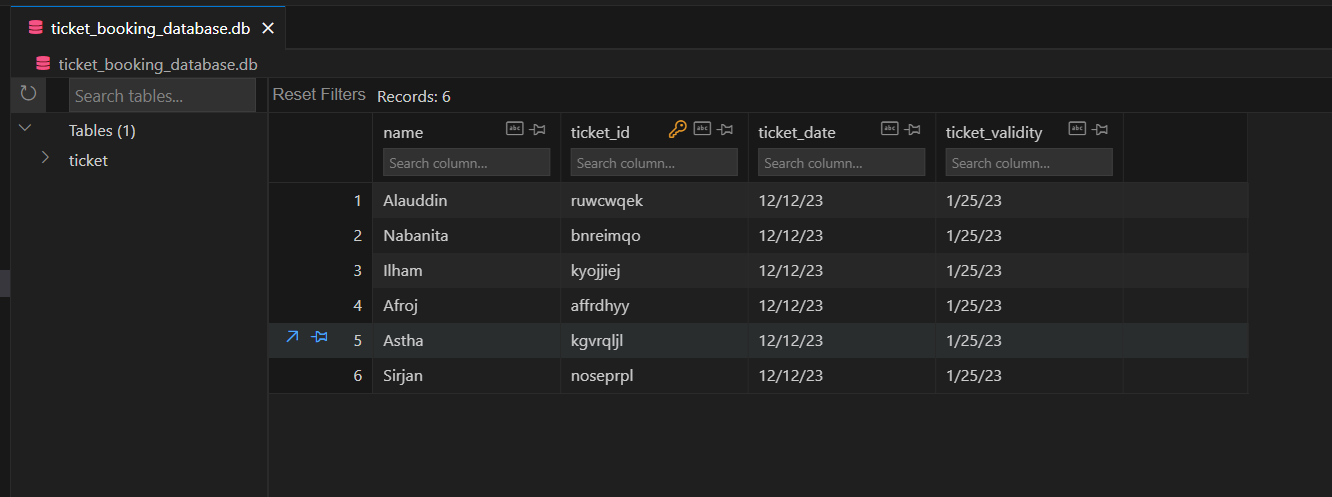 ticket_booking_database.db
ticket_booking_database.db
Search tables...
Reset Filters Records: 6
Tables (1)
ticket
name ticket_id ticket_date ticket_validity
Search column... Search column... Search column... Search column...
1 Alauddin ruwcwqek 12/12/23 1/25/23
2 Nabanita bnreimqo 12/12/23 1/25/23
3 Ilham kyojjiej 12/12/23 1/25/23
4 Afroj affrdhyy 12/12/23 1/25/23
5 Astha kgvrqljl 12/12/23 1/25/23
6 Sirjan noseprpl 12/12/23 1/25/23